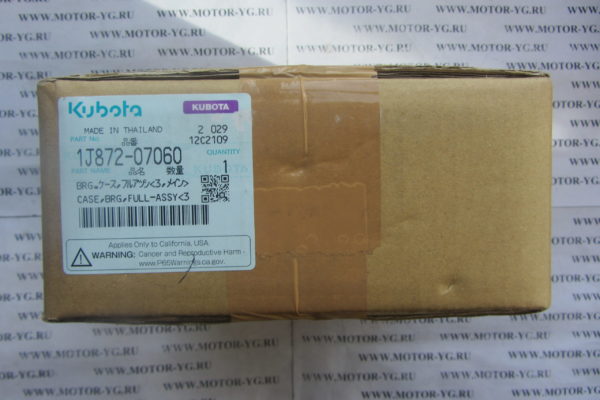 Kubota KUBOTA
MADE IN THAILAND 2 029
PART No. 品番 12C2109
1J872-07060 QUANTITY 1
PART NAME 品名 数量
BRG,ケース,フルアツシ<3,メイン>
CASE,BRG,FULL-ASSY<3
Applies Only to California, USA.
WARNING: Cancer and Reproductive Harm -
www.P65Warnings.ca.gov.
WWW.MOTOR-YG.RU